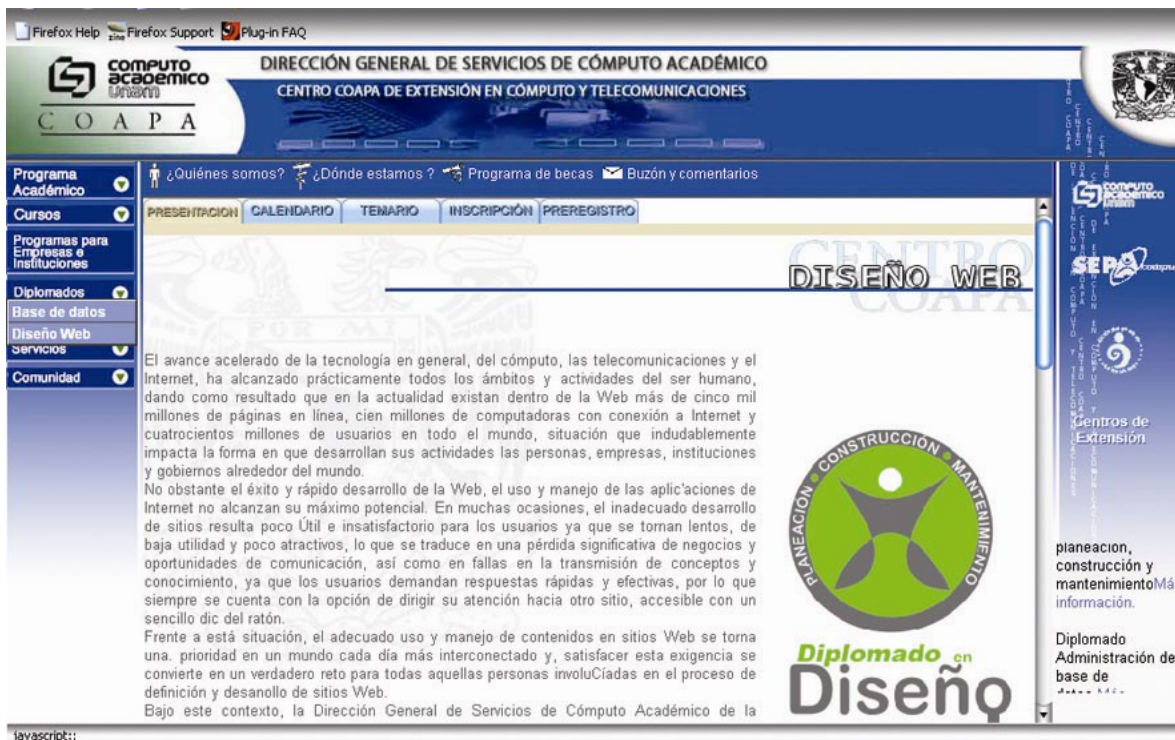 Firefox Help Firefox Support Plug-in FAQ
COMPUTO
ACADEMICO
UNAM
COAPA
DIRECCIÓN GENERAL DE SERVICIOS DE CÓMPUTO ACADÉMICO
CENTRO COAPA DE EXTENSIÓN EN CÓMPUTO Y TELECOMUNICACIONES
¿Quiénes somos? ¿Dónde estamos ? Programa de becas Buzón y comentarios
Programa
Académico
Cursos
Programas para
Empresas e
Instituciones
Diplomados
Base de datos
Diseño Web
Servicios
Comunidad
PRESENTACION CALENDARIO TEMARIO INSCRIPCIÓN PREREGISTRO
CENTRO
COAPA
DISEÑO WEB
El avance acelerado de la tecnología en general, del cómputo, las telecomunicaciones y el
Internet, ha alcanzado prácticamente todos los ámbitos y actividades del ser humano,
dando como resultado que en la actualidad existan dentro de la Web más de cinco mil
millones de páginas en línea, cien millones de computadoras con conexión a Internet y
cuatrocientos millones de usuarios en todo el mundo, situación que indudablemente
impacta la forma en que desarrollan sus actividades las personas, empresas, instituciones
y gobiernos alrededor del mundo.
No obstante el éxito y rápido desarrollo de la Web, el uso y manejo de las aplic'aciones de
Internet no alcanzan su máximo potencial. En muchas ocasiones, el inadecuado desarrollo
de sitios resulta poco Útil e insatisfactorio para los usuarios ya que se tornan lentos, de
baja utilidad y poco atractivos, lo que se traduce en una pérdida significativa de negocios y
oportunidades de comunicación, así como en fallas en la transmisión de conceptos y
conocimiento, ya que los usuarios demandan respuestas rápidas y efectivas, por lo que
siempre se cuenta con la opción de dirigir su atención hacia otro sitio, accesible con un
sencillo dic del ratón.
Frente a está situación, el adecuado uso y manejo de contenidos en sitios Web se torna
una. prioridad en un mundo cada día más interconectado y, satisfacer esta exigencia se
convierte en un verdadero reto para todas aquellas personas involuCíadas en el proceso de
definición y desanollo de sitios Web.
Bajo este contexto, la Dirección General de Servicios de Cómputo Académico de la
PLANEACIÓN CONSTRUCCIÓN MANTENIMIENTO
Diplomado en
Diseño
COMPUTO
ACADEMICO
UNAM
SEP
Centros de
Extensión
planeación,
construcción y
mantenimientoMá
información.
Diplomado
Administración de
base de
javascript:;